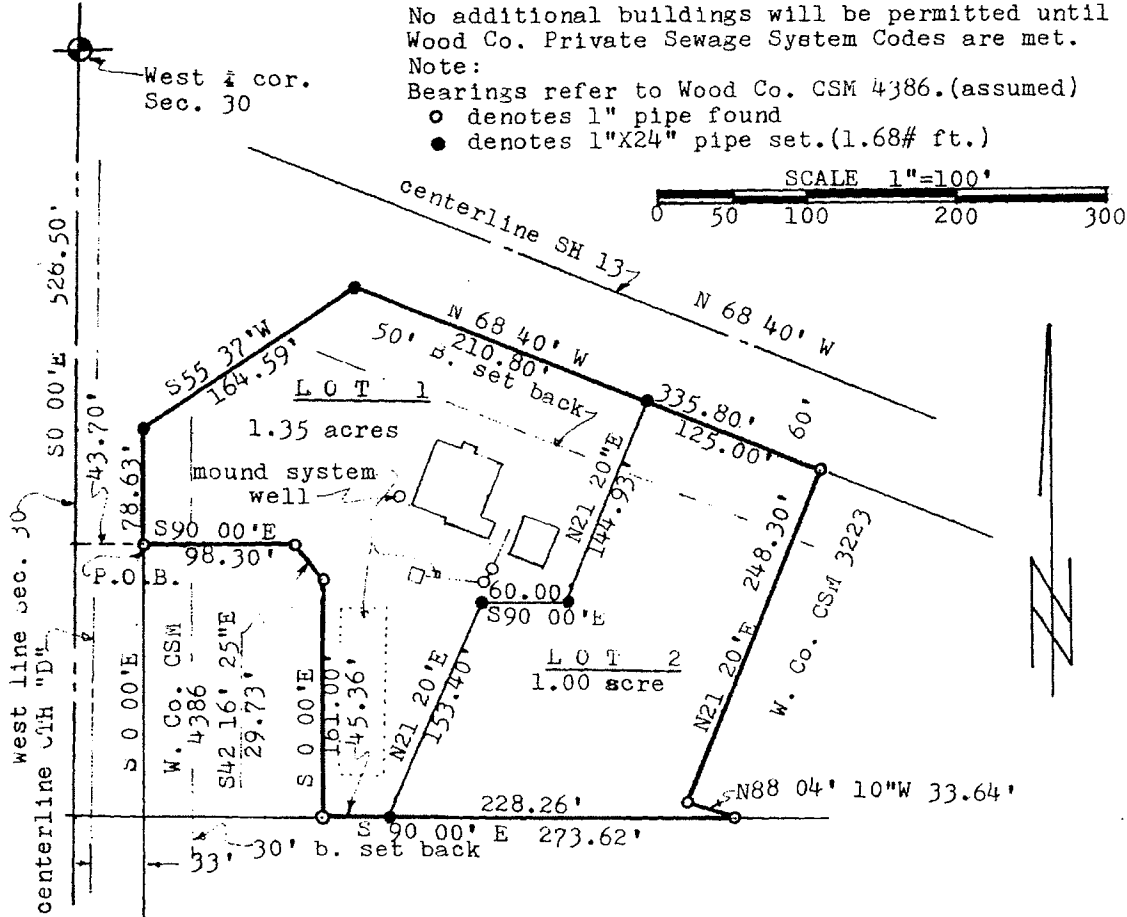 No additional buildings will be permitted until
Wood Co. Private Sewage System Codes are met.
Note:
Bearings refer to Wood Co. CSM 4386.(assumed)
denotes 1" pipe found
denotes 1"X24" pipe set.(1.68# ft.)
SCALE 1"=100'
0 50 100 200 300
West ¼ cor.
Sec. 30
centerline SH 13
N 68 40' W
S0 00'E
N 68 40' W
210.80'
50' B. set back
S55 37'W
164.59'
LOT 1
1.35 acres
335.80'
125.00'
60'
43.70'
78.63'
mound system
well
N21 20"E
144.93'
S90 00'E
98.30'
P.O.B.
60.00'
S90 00'E
248.30'
N21 20'E
W. Co. CSM 3223
LOT 2
1.00 acre
west line Sec. 30
centerline CTH "D"
S 0 00'E
W. Co. CSM
4386
S42 16' 25"E
29.73'
S 0 00'E
161.00'
45.36'
N21 20'E
153.40'
N88 04' 10"W 33.64'
228.26'
S 90 00' E 273.62'
30' b. set back
33'